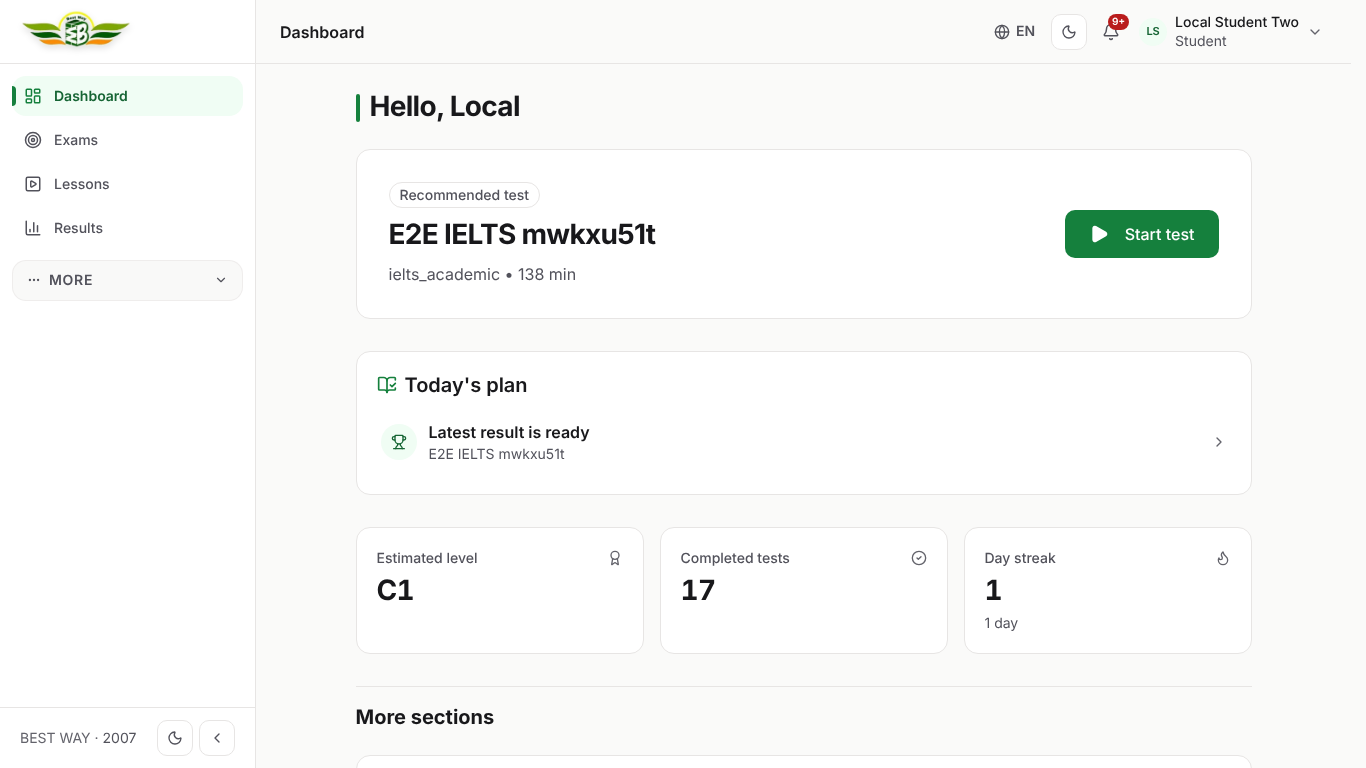 Dashboard
EN
9+
LS
Local Student Two
Student
Dashboard
Exams
Lessons
Results
MORE
BEST WAY · 2007
Hello, Local
Recommended test
E2E IELTS mwkxu51t
ielts_academic • 138 min
Start test
Today's plan
Latest result is ready
E2E IELTS mwkxu51t
Estimated level
C1
Completed tests
17
Day streak
1
1 day
More sections